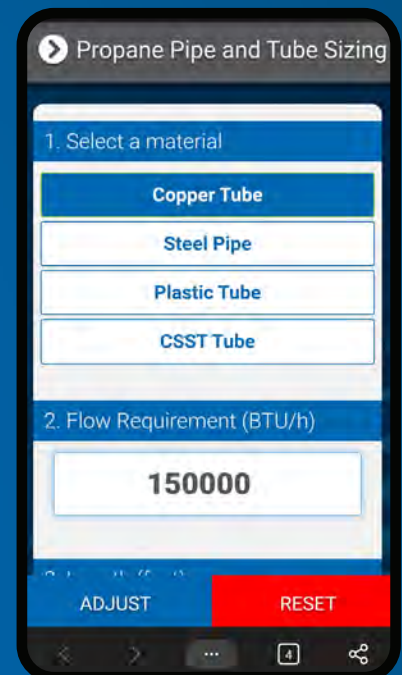 Propane Pipe and Tube Sizing
1. Select a material
Copper Tube
Steel Pipe
Plastic Tube
CSST Tube
2. Flow Requirement (BTU/h)
150000
ADJUST
RESET
4